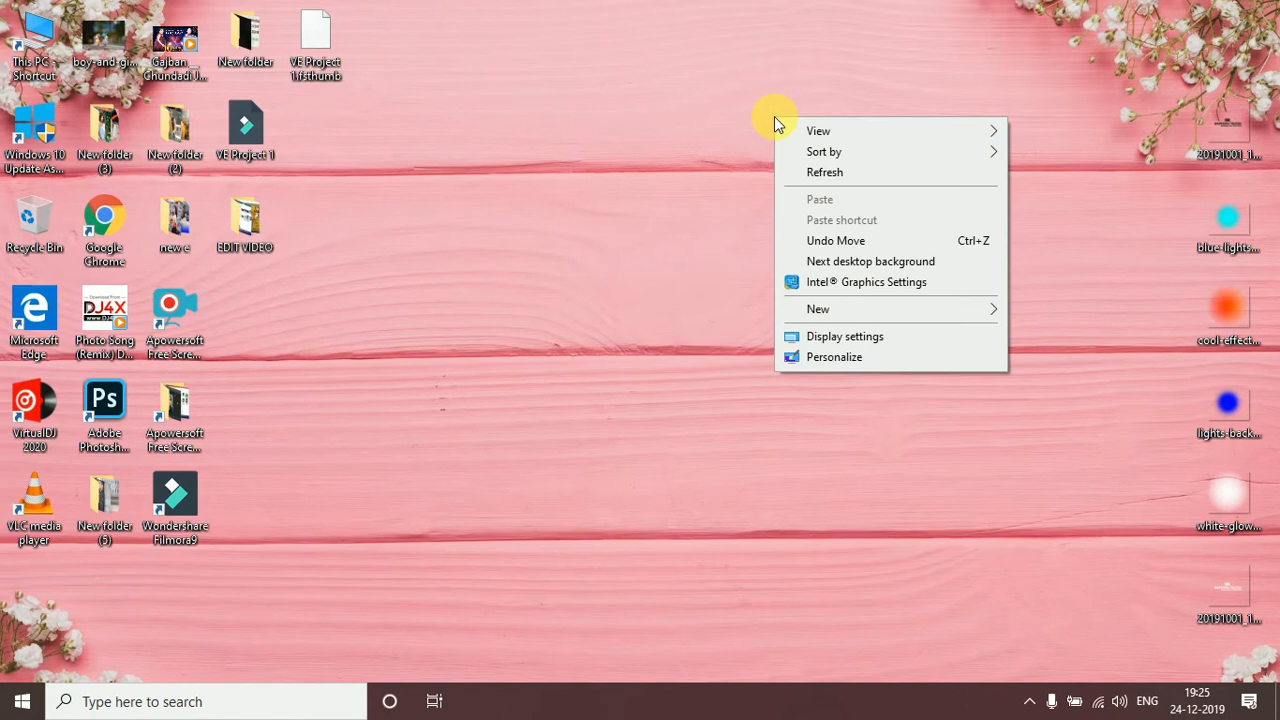 This PC -
Shortcut
boy-and-gi...
Gajban __
Chundadi J...
New folder
VE Project
1.fsthumb
Windows 10
Update As...
New folder
(3)
New folder
(2)
VE Project 1
Recycle Bin
Google
Chrome
new e
EDIT VIDEO
Microsoft
Edge
DJ4X
Photo Song
(Remix) D...
Apowersoft
Free Scre...
VirtualDJ
2020
Ps
Adobe
Photosh...
Apowersoft
Free Scre...
VLC media
player
New folder
(5)
Wondershare
Filmora9
View
Sort by
Refresh
Paste
Paste shortcut
Undo Move Ctrl+Z
Next desktop background
Intel® Graphics Settings
New
Display settings
Personalize
20191001_1...
blue-lights...
cool-effect...
lights-back...
white-glow...
20191001_1...
Type here to search
ENG
19:25
24-12-2019